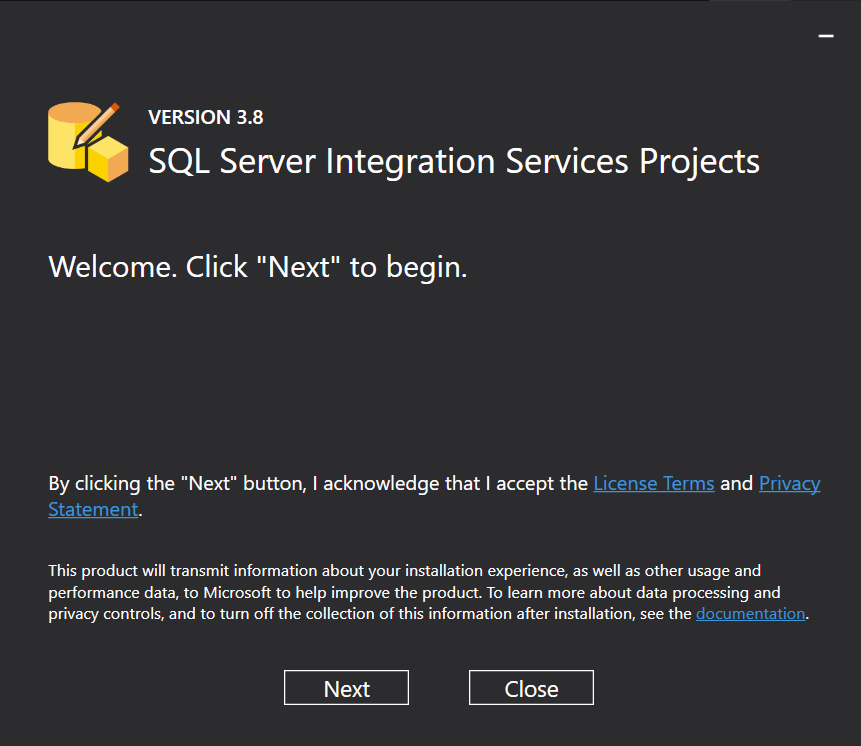 VERSION 3.8
SQL Server Integration Services Projects
Welcome. Click "Next" to begin.
By clicking the "Next" button, I acknowledge that I accept the License Terms and Privacy
Statement.
This product will transmit information about your installation experience, as well as other usage and
performance data, to Microsoft to help improve the product. To learn more about data processing and
privacy controls, and to turn off the collection of this information after installation, see the documentation.
Next
Close